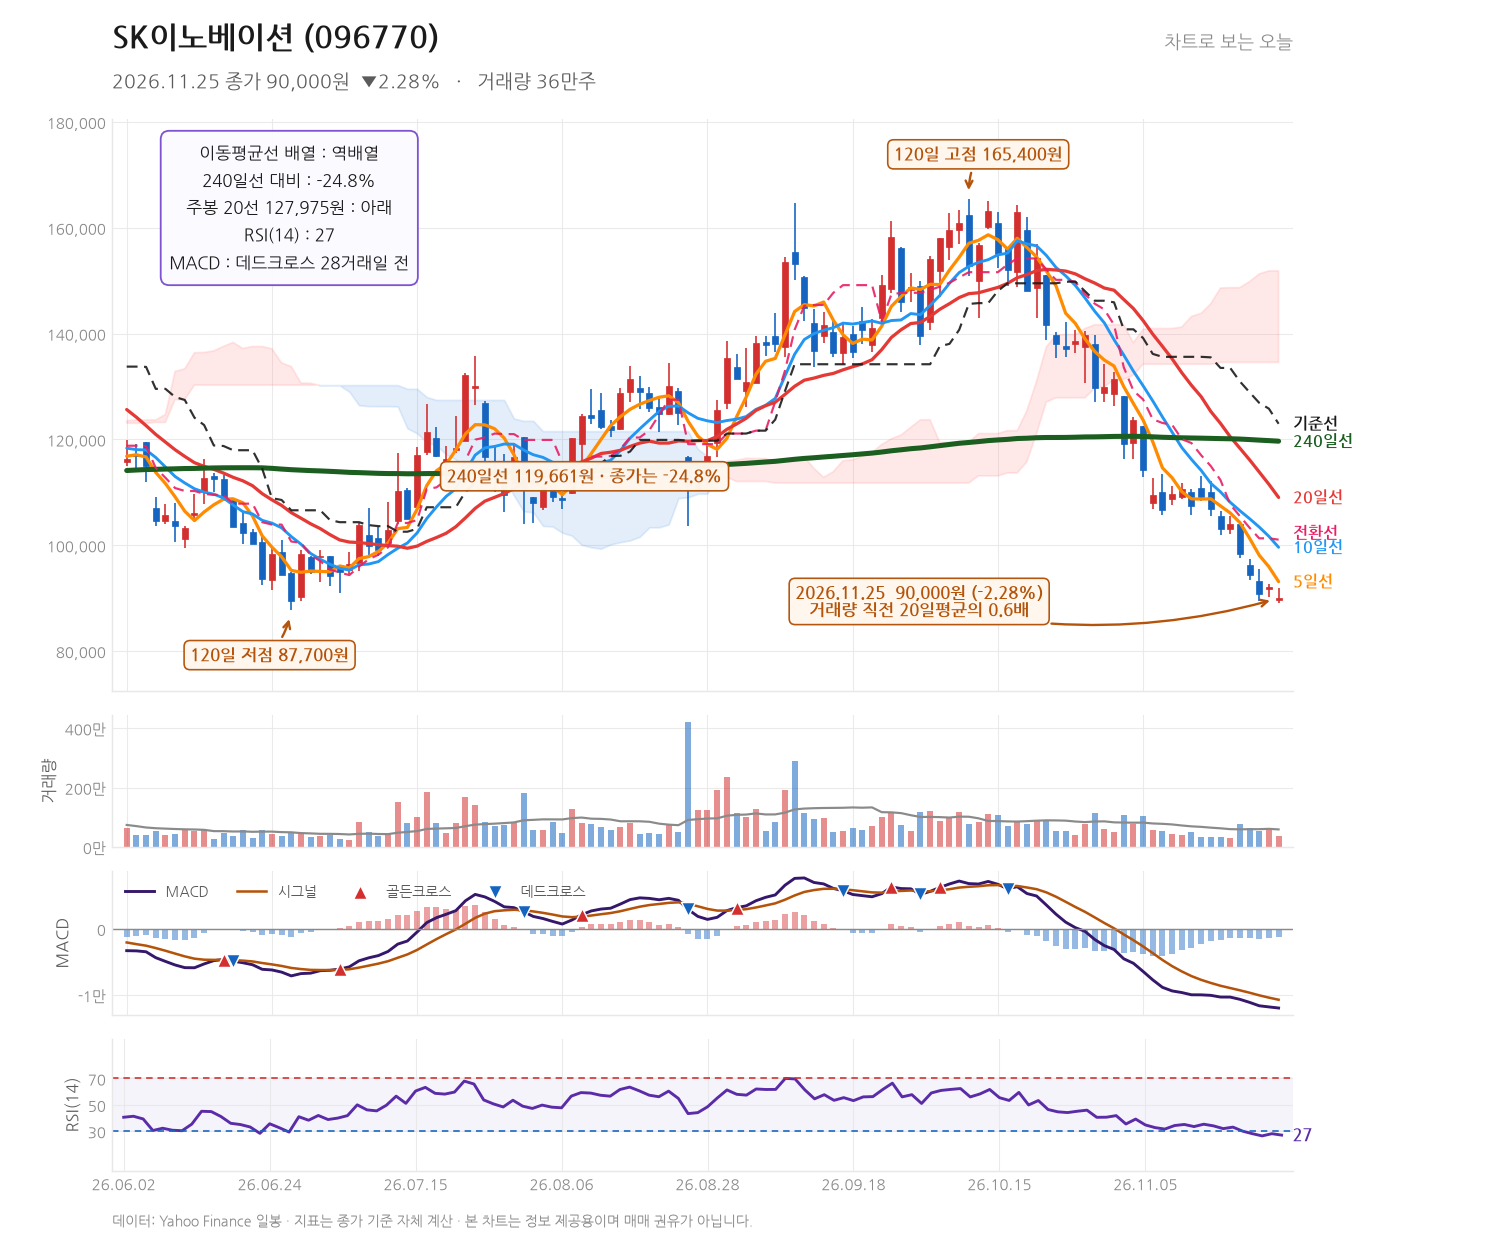 SK이노베이션 (096770)
차트로 보는 오늘
2026.11.25 종가 90,000원 ▼2.28% · 거래량 36만주
180,000
160,000
140,000
120,000
100,000
80,000
이동평균선 배열 : 역배열
240일선 대비 : -24.8%
주봉 20선 127,975원 : 아래
RSI(14) : 27
MACD : 데드크로스 28거래일 전
120일 고점 165,400원
240일선 119,661원 · 종가는 -24.8%
2026.11.25 90,000원 (-2.28%)
거래량 직전 20일평균의 0.6배
120일 저점 87,700원
기준선
240일선
20일선
전환선
10일선
5일선
거래량
400만
200만
0만
MACD
MACD
시그널
골든크로스
데드크로스
0
-1만
RSI(14)
70
50
30
27
26.06.02
26.06.24
26.07.15
26.08.06
26.08.28
26.09.18
26.10.15
26.11.05
데이터: Yahoo Finance 일봉 · 지표는 종가 기준 자체 계산 · 본 차트는 정보 제공용이며 매매 권유가 아닙니다.